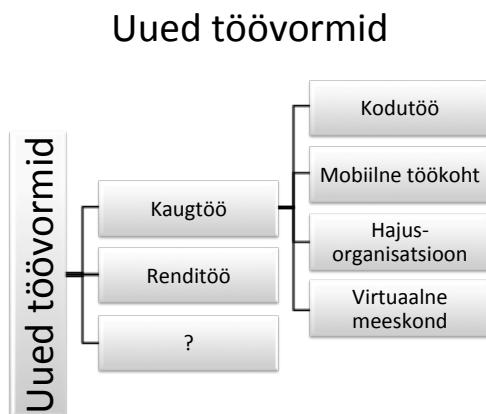 Uued töövormid
Uued töövormid
Kaugtöö
Renditöö
?
Kodutöö
Mobiilne töökoht
Hajus-
organisatsioon
Virtuaalne
meeskond